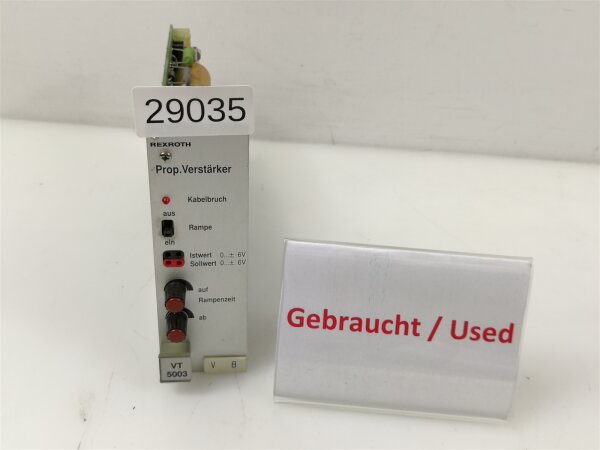 29035
REXROTH
Prop.Verstärker
Kabelbruch
aus
Rampe
ein
Istwert 0...± 6V
Sollwert 0...± 6V
auf
Rampenzeit
ab
VT
5003
V B
Gebraucht / Used